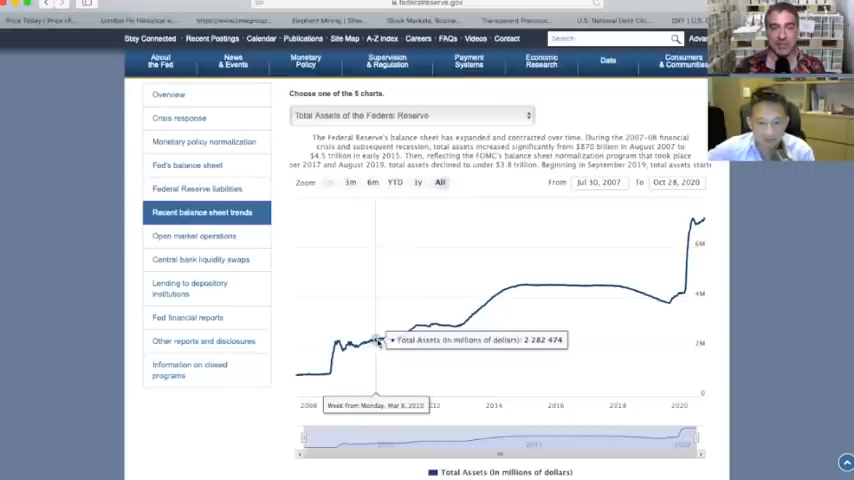 federalreserve.gov
Stay Connected Recent Postings Calendar Publications Site Map A-Z index Careers FAQs Videos Contact
Search
About
the Fed
News
& Events
Monetary
Policy
Supervision
& Regulation
Payment
Systems
Economic
Research
Data
Consumers
& Communiti
Overview
Crisis response
Monetary policy normalization
Fed's balance sheet
Federal Reserve liabilities
Recent balance sheet trends
Open market operations
Central bank liquidity swaps
Lending to depository
institutions
Fed financial reports
Other reports and disclosures
Information on closed
programs
Choose one of the 5 charts.
Total Assets of the Federal Reserve
The Federal Reserve's balance sheet has expanded and contracted over time. During the 2007-08 financial
crisis and subsequent recession, total assets increased significantly from $870 billion in August 2007 to
$4.5 trillion in early 2015. Then, reflecting the FOMC's balance sheet normalization program that took place
ber 2017 and August 2019, total assets declined to under $3.8 trillion. Beginning in September 2019, total assets starte
Zoom 3m 6m YTD 1y All From Jul 30, 2007 To Oct 28, 2020
6M
4M
2M
0
Total Assets (in millions of dollars): 2 282 474
Week from Monday, Mar 8, 2010
2008 12 2014 2016 2018 2020
Total Assets (in millions of dollars)